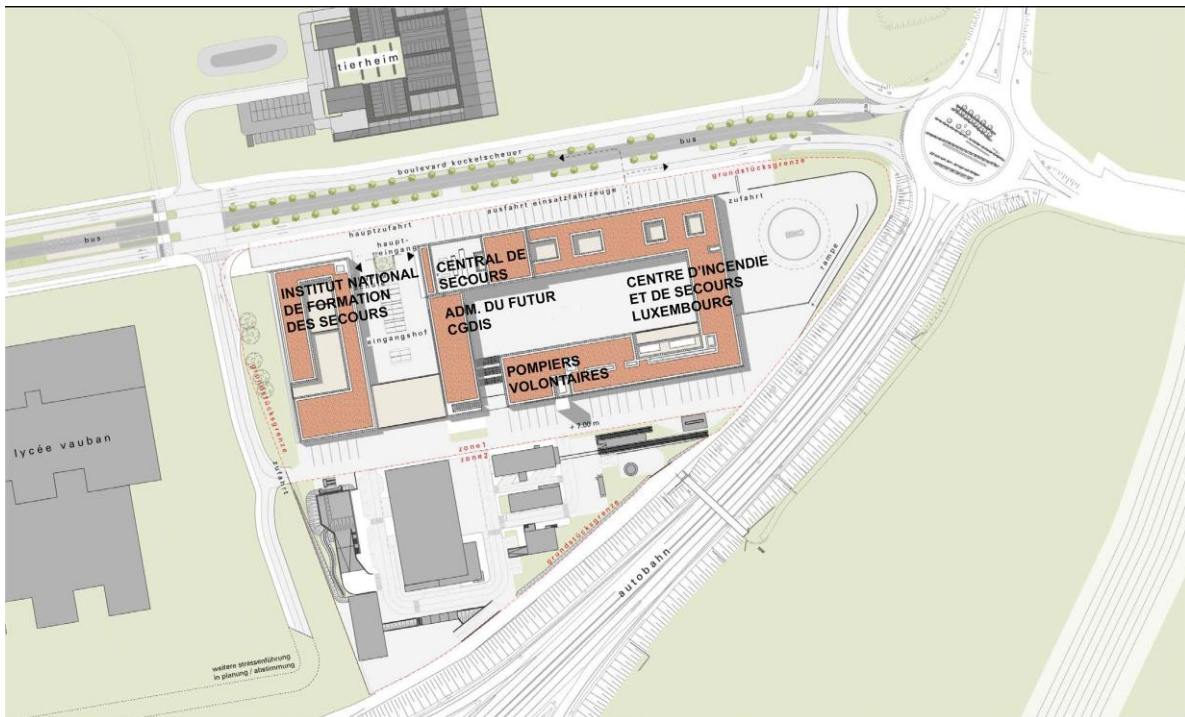 tierheim
boulevard kockelscheuer
bus
bus
grundstücksgrenze
zufahrt
ausfahrt einsatzfahrzeuge
hauptzufahrt
haupt-
eingang
rampe
INSTITUT NATIONAL
DE FORMATION
DES SECOURS
CENTRAL DE
SECOURS
ADM. DU FUTUR
CGDIS
CENTRE D'INCENDIE
ET DE SECOURS
LUXEMBOURG
eingangshof
POMPIERS
VOLONTAIRES
+ 7.00 m
grundstücksgrenze
lycée vauban
zufahrt
zone1
zone2
grundstücksgrenze
autobahn
weitere strassenführung
in planung / abstimmung